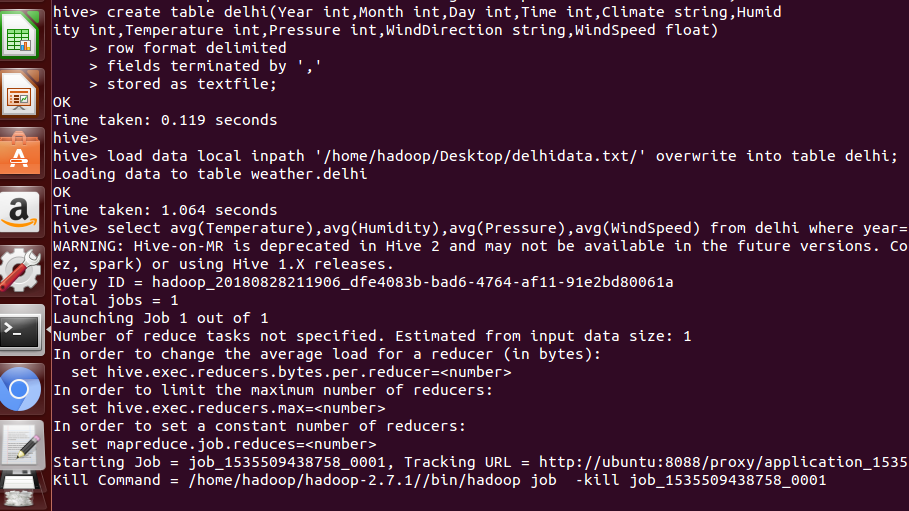 hive> create table delhi(Year int,Month int,Day int,Time int,Climate string,Humid
ity int,Temperature int,Pressure int,WindDirection string,WindSpeed float)
    > row format delimited
    > fields terminated by ','
    > stored as textfile;
OK
Time taken: 0.119 seconds
hive>
hive> load data local inpath '/home/hadoop/Desktop/delhidata.txt/' overwrite into table delhi;
Loading data to table weather.delhi
OK
Time taken: 1.064 seconds
hive> select avg(Temperature),avg(Humidity),avg(Pressure),avg(WindSpeed) from delhi where year=
WARNING: Hive-on-MR is deprecated in Hive 2 and may not be available in the future versions. Co
ez, spark) or using Hive 1.X releases.
Query ID = hadoop_20180828211906_dfe4083b-bad6-4764-af11-91e2bd80061a
Total jobs = 1
Launching Job 1 out of 1
Number of reduce tasks not specified. Estimated from input data size: 1
In order to change the average load for a reducer (in bytes):
  set hive.exec.reducers.bytes.per.reducer=<number>
In order to limit the maximum number of reducers:
  set hive.exec.reducers.max=<number>
In order to set a constant number of reducers:
  set mapreduce.job.reduces=<number>
Starting Job = job_1535509438758_0001, Tracking URL = http://ubuntu:8088/proxy/application_1535
Kill Command = /home/hadoop/hadoop-2.7.1//bin/hadoop job  -kill job_1535509438758_0001